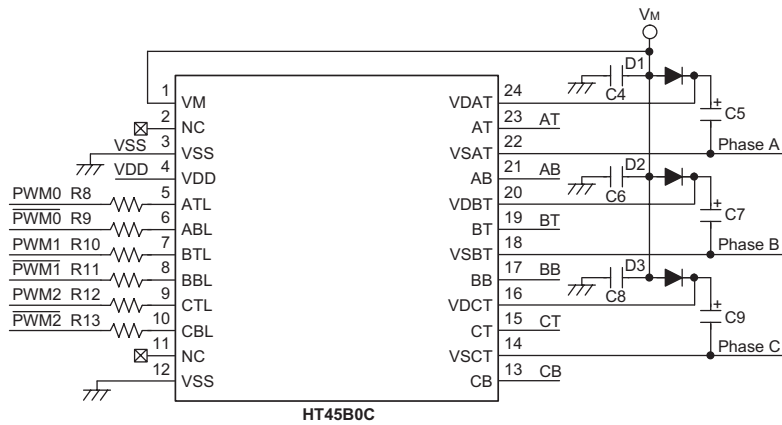 VM
D1
C4
C5
1
VM
24
VDAT
2
NC
23
AT
AT
VSS
3
VSS
22
VSAT
Phase A
VDD
4
VDD
21
AB
AB
D2
C6
C7
PWM0 R8
5
ATL
20
VDBT
PWM0 R9
6
ABL
19
BT
BT
PWM1 R10
7
BTL
18
VSBT
Phase B
PWM1 R11
8
BBL
17
BB
BB
D3
C8
C9
PWM2 R12
9
CTL
16
VDCT
PWM2 R13
10
CBL
15
CT
CT
11
NC
14
VSCT
Phase C
12
VSS
13
CB
CB
HT45B0C